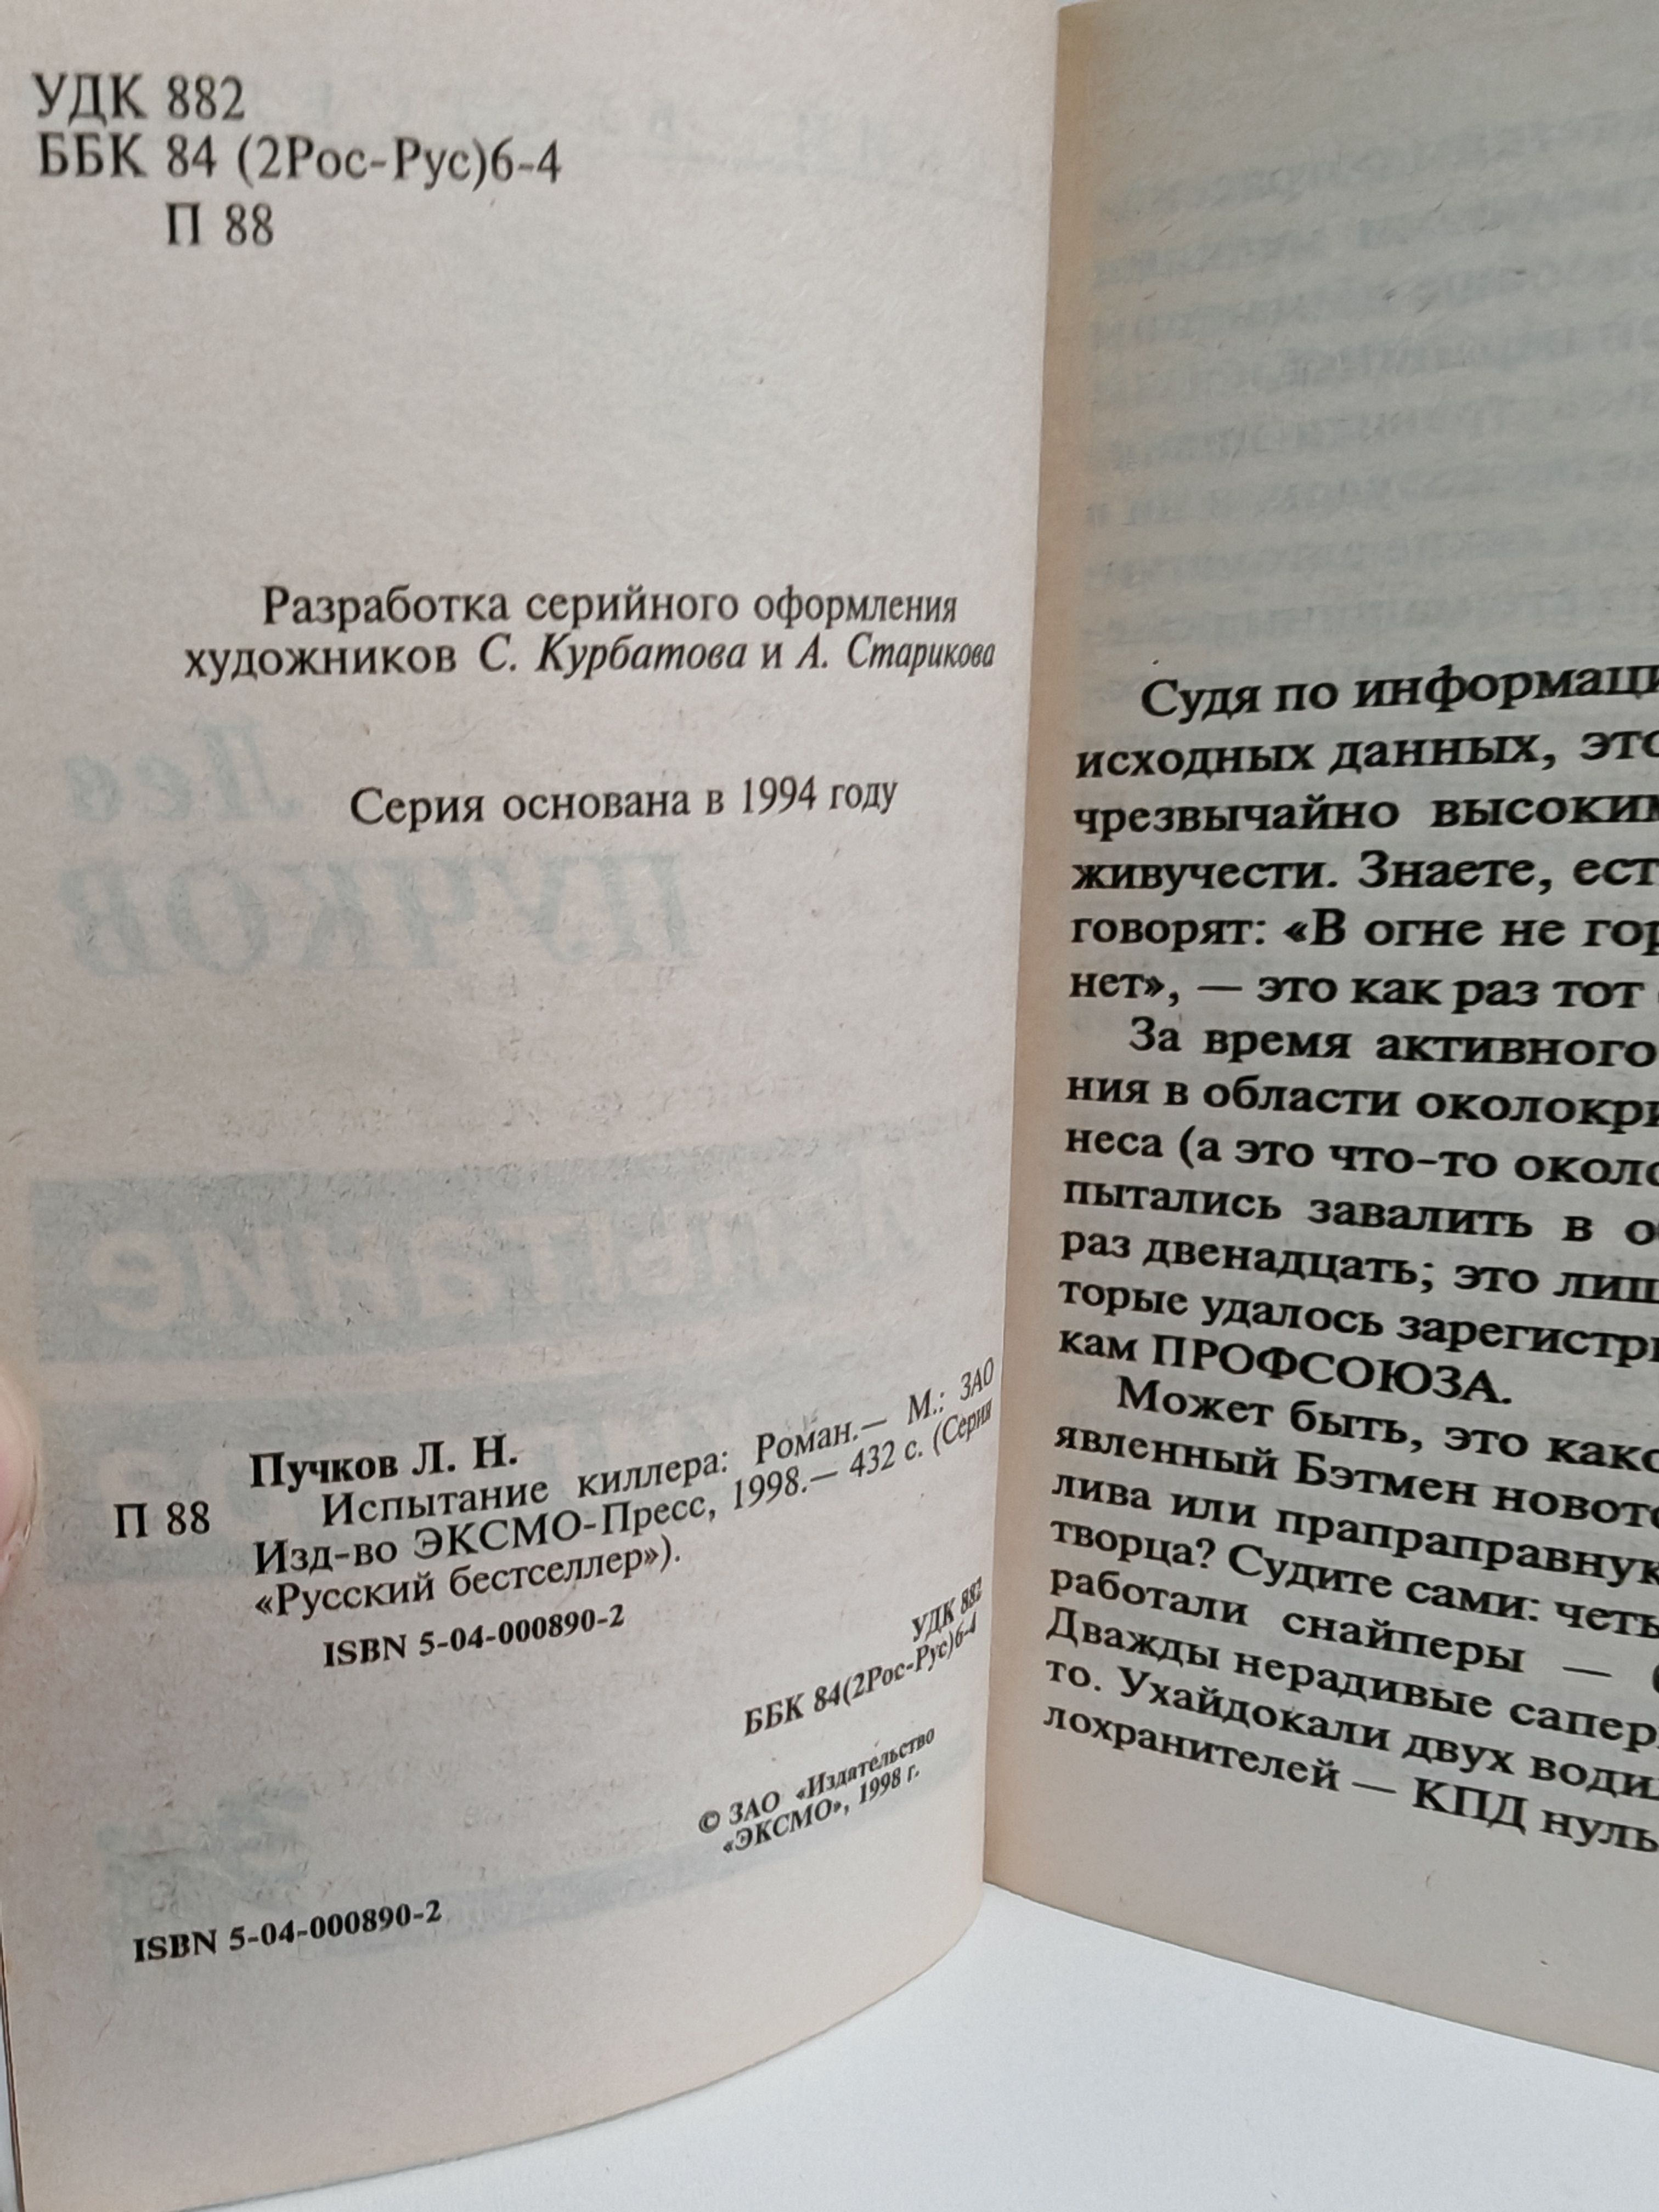 УДК 882
ББК 84 (2Рос-Рус)6-4
П 88
Разработка серийного оформления
художников С. Курбатова и А. Старикова
Серия основана в 1994 году
Пучков Л. Н.
П 88 Испытание киллера: Роман.— М.: ЗАО
Изд-во ЭКСМО-Пресс, 1998.— 432 с. (Серия
«Русский бестселлер»).
ISBN 5-04-000890-2
УДК 882
ББК 84(2Рос-Рус)6-4
© ЗАО «Издательство
«ЭКСМО», 1998 г.
ISBN 5-04-000890-2
Судя по информаци
исходных данных, это
чрезвычайно высоким
живучести. Знаете, ест
говорят: «В огне не гор
нет», — это как раз тот
За время активного
ния в области околокри
неса (а это что-то около
пытались завалить в о
раз двенадцать; это лиш
торые удалось зарегистри
кам ПРОФСОЮЗА.
Может быть, это како
явленный Бэтмен новото
лива или прапраправнук
творца? Судите сами: четы
работали снайперы — (
Дважды нерадивые сапер
то. Ухайдокали двух водил
лохранителей — КПД нуль